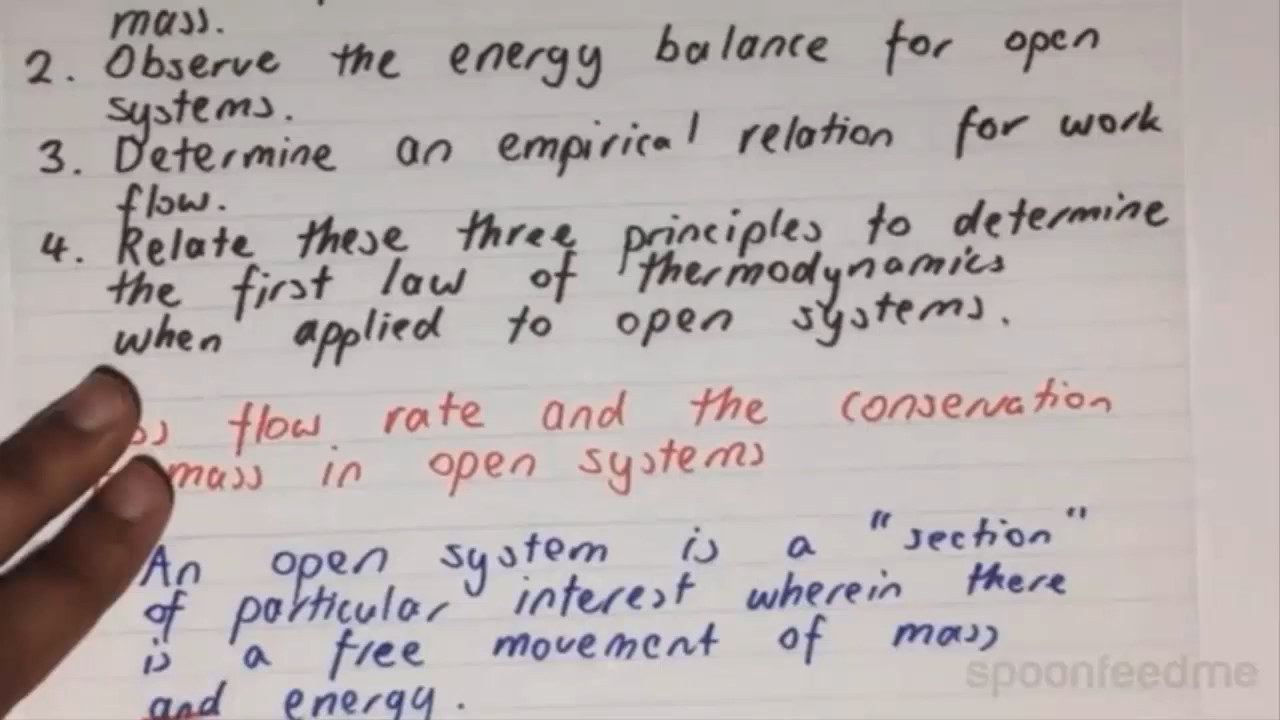 mass.
2. Observe the energy balance for open
systems.
3. Determine an empirical relation for work
flow.
4. Relate these three principles to determine
the first law of thermodynamics
when applied to open systems.
flow rate and the conservation
mass in open systems
An open system is a "section"
of particular interest wherein there
is a free movement of mass
and energy.
spoonfeedme